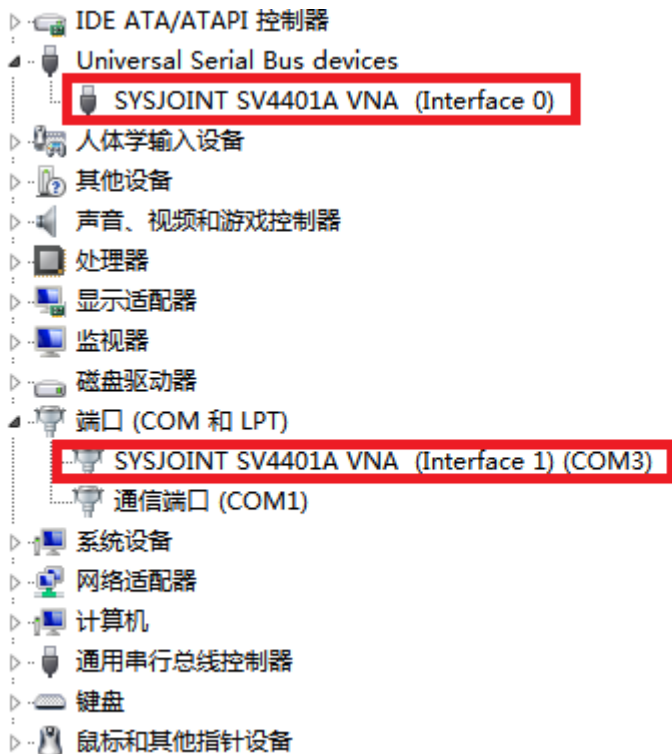 IDE ATA/ATAPI 控制器
Universal Serial Bus devices
SYSJOINT SV4401A VNA (Interface 0)
人体学输入设备
其他设备
声音、视频和游戏控制器
处理器
显示适配器
监视器
磁盘驱动器
端口 (COM 和 LPT)
SYSJOINT SV4401A VNA (Interface 1) (COM3)
通信端口 (COM1)
系统设备
网络适配器
计算机
通用串行总线控制器
键盘
鼠标和其他指针设备